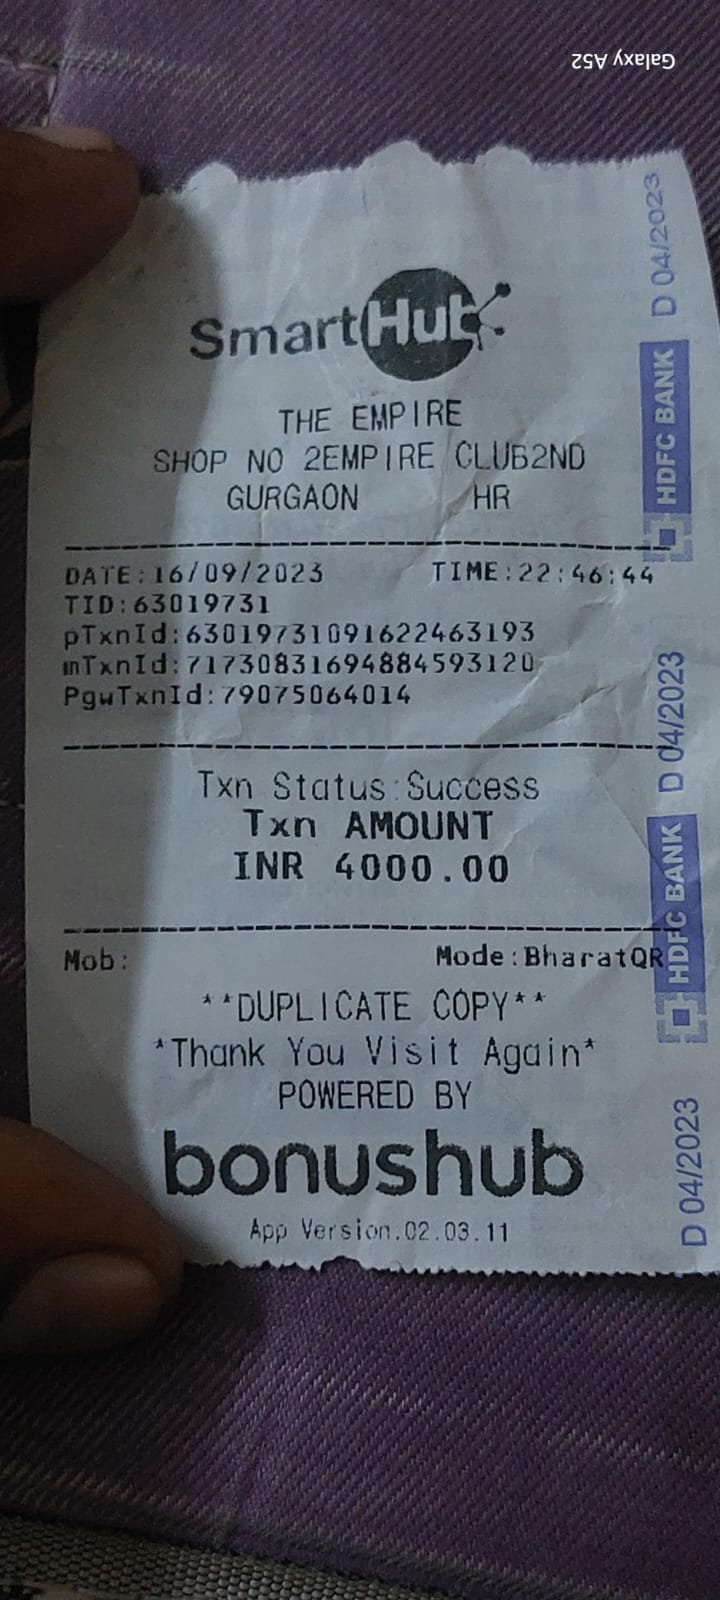 Galaxy A52
SmartHub
THE EMPIRE
SHOP NO 2EMPIRE CLUB2ND
GURGAON HR
DATE:16/09/2023 TIME:22:46:44
TID:63019731
pTxnId:63019731091622463193
mTxnId:71730831694884593120
PgwTxnId:79075064014
Txn Status:Success
Txn AMOUNT
INR 4000.00
Mob: Mode:BharatQR
**DUPLICATE COPY**
*Thank You Visit Again*
POWERED BY
bonushub
App Version.02.03.11
D 04/2023 HDFC BANK D 04/2023 HDFC BANK D 04/2023